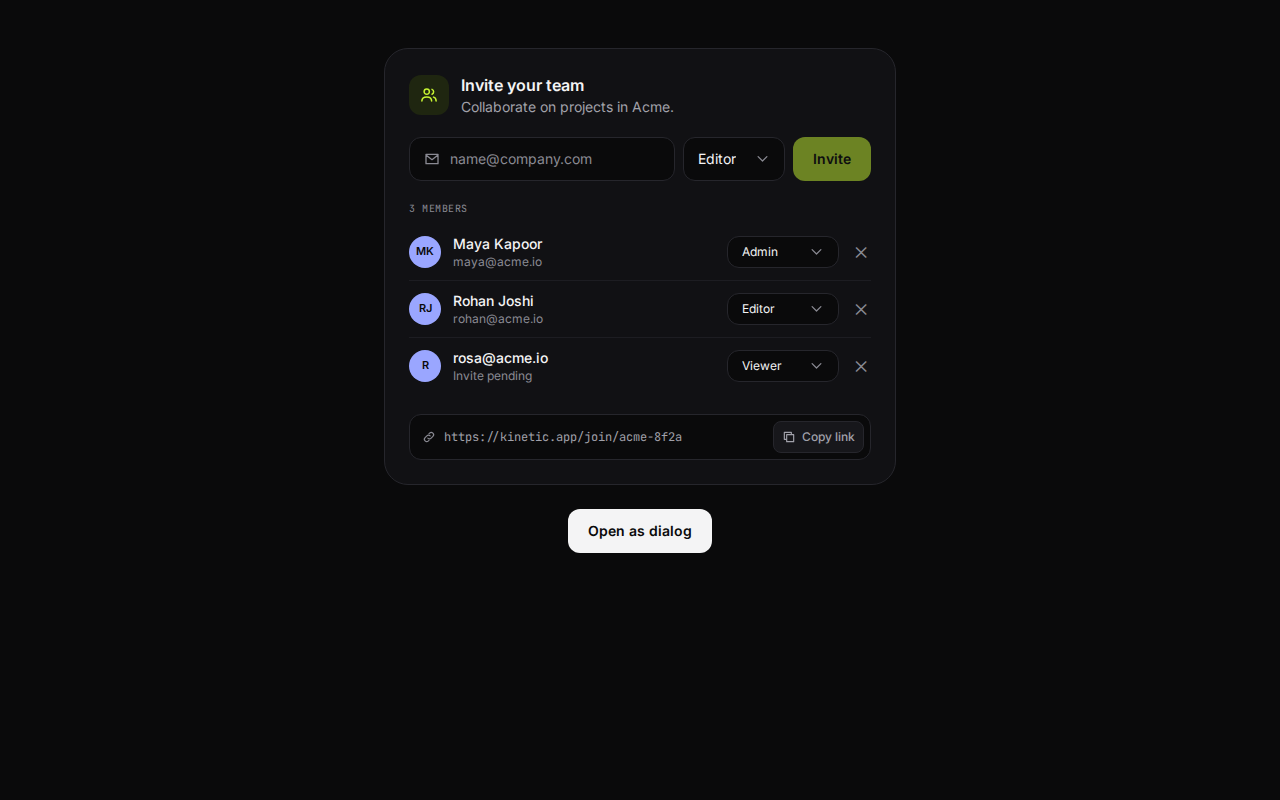 Invite your team
Collaborate on projects in Acme.
name@company.com
Editor
Invite
3 MEMBERS
MK
Maya Kapoor
maya@acme.io
Admin
RJ
Rohan Joshi
rohan@acme.io
Editor
R
rosa@acme.io
Invite pending
Viewer
https://kinetic.app/join/acme-8f2a
Copy link
Open as dialog